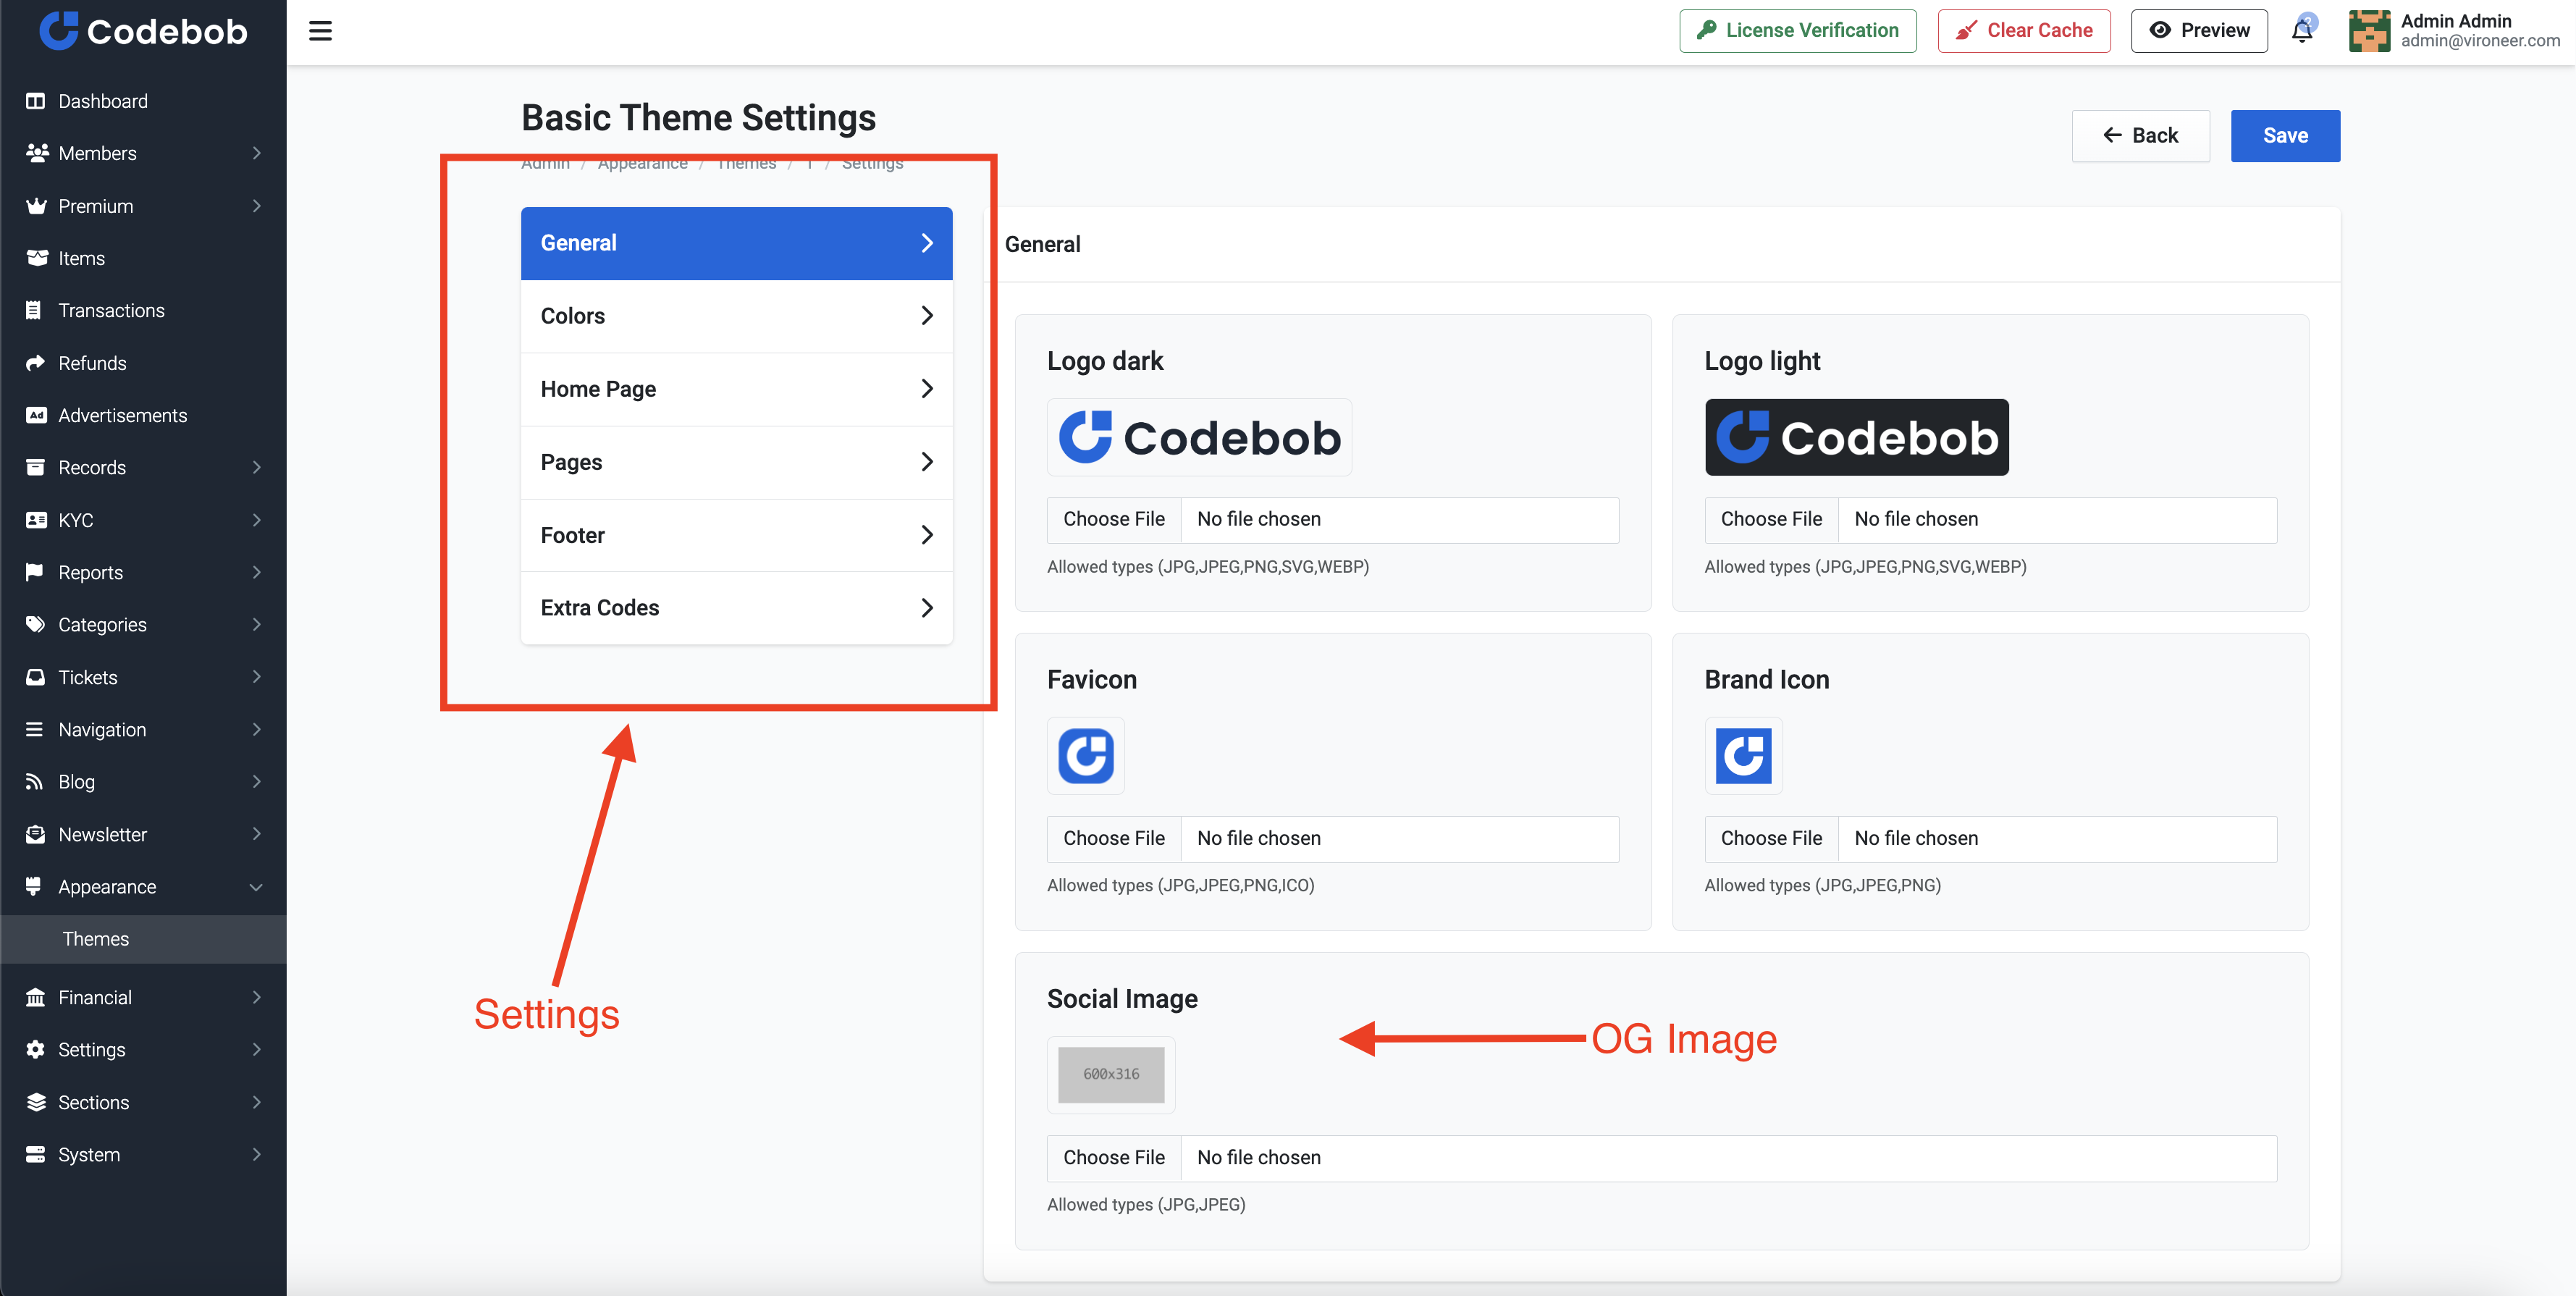 Codebob
License Verification
Clear Cache
Preview
2
Admin Admin
admin@vironeer.com
Dashboard
Members
Premium
Items
Transactions
Refunds
Ad
Advertisements
Records
KYC
Reports
Categories
Tickets
Navigation
Blog
Newsletter
Appearance
Themes
Financial
Settings
Sections
System
Basic Theme Settings
Admin / Appearance / Themes / 1 / Settings
Back
Save
General
Colors
Home Page
Pages
Footer
Extra Codes
Settings
General
Logo dark
Codebob
Choose File No file chosen
Allowed types (JPG,JPEG,PNG,SVG,WEBP)
Logo light
Codebob
Choose File No file chosen
Allowed types (JPG,JPEG,PNG,SVG,WEBP)
Favicon
Choose File No file chosen
Allowed types (JPG,JPEG,PNG,ICO)
Brand Icon
Choose File No file chosen
Allowed types (JPG,JPEG,PNG)
Social Image
600x316
OG Image
Choose File No file chosen
Allowed types (JPG,JPEG)